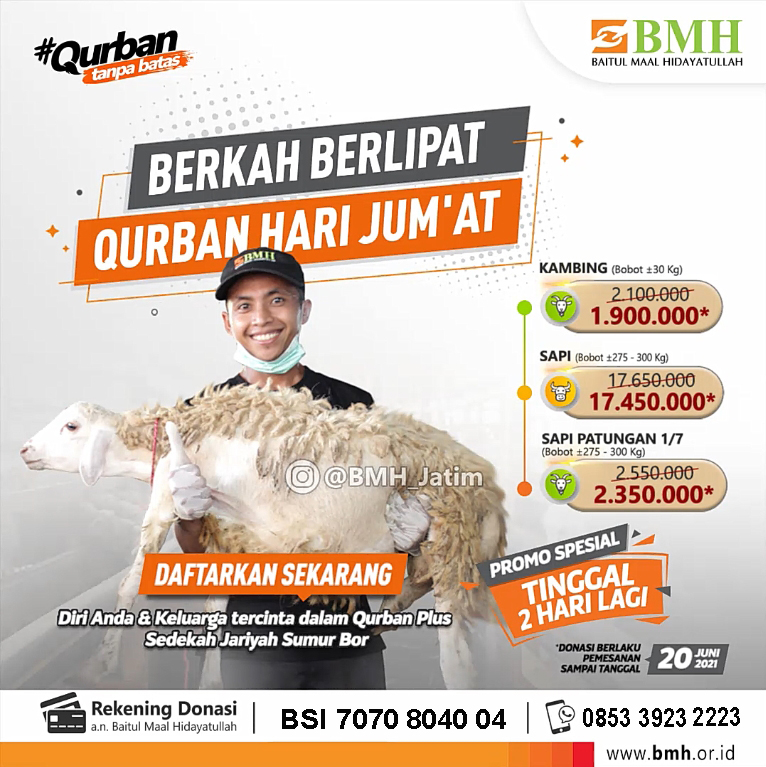 #Qurban
tanpa batas
BMH
BAITUL MAAL HIDAYATULLAH
BERKAH BERLIPAT
QURBAN HARI JUM'AT
BMH
KAMBING (Bobot ±30 Kg)
2.100.000
1.900.000*
SAPI (Bobot ±275 - 300 Kg)
17.650.000
17.450.000*
SAPI PATUNGAN 1/7
(Bobot ±275 - 300 Kg)
2.550.000
2.350.000*
@BMH_Jatim
DAFTARKAN SEKARANG
Diri Anda & Keluarga tercinta dalam Qurban Plus
Sedekah Jariyah Sumur Bor
PROMO SPESIAL
TINGGAL
2 HARI LAGI
*DONASI BERLAKU
PEMESANAN
SAMPAI TANGGAL
20 JUNI
2021
Rekening Donasi
a.n. Baitul Maal Hidayatullah
BSI 7070 8040 04
0853 3923 2223
www.bmh.or.id